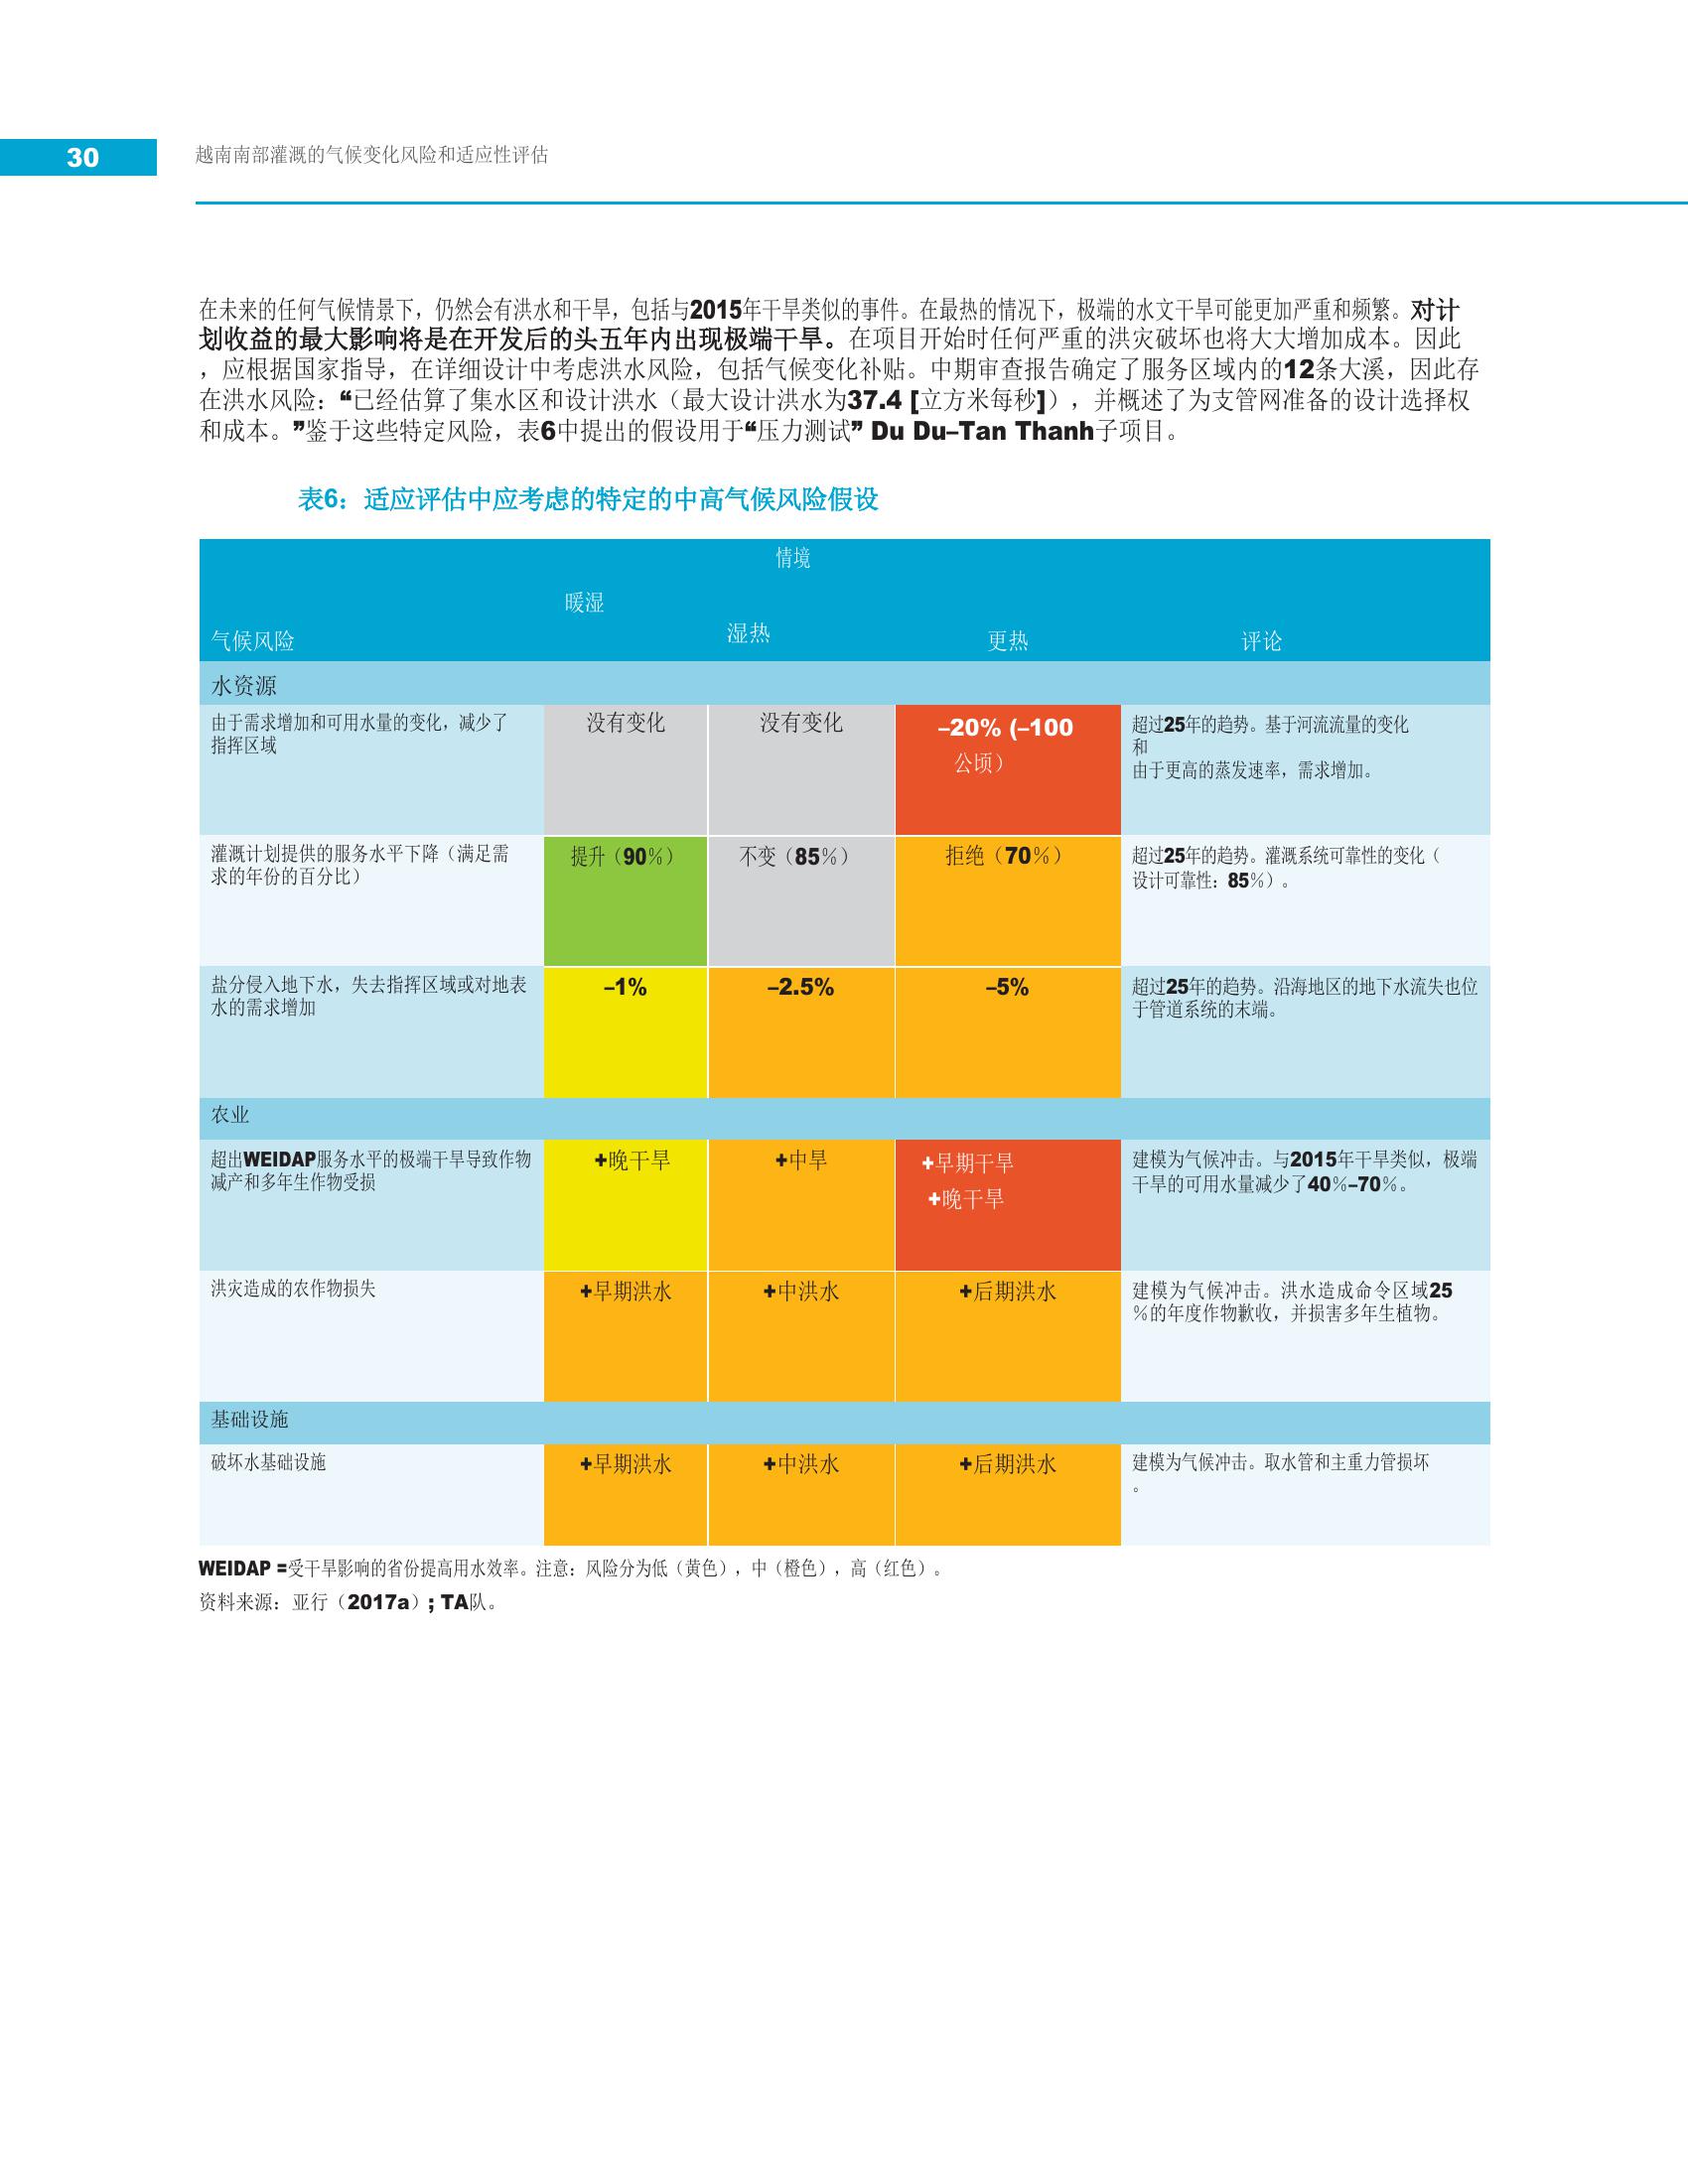 30
越南南部灌溉的气候变化风险和适应性评估
在未来的任何气候情景下，仍然会有洪水和干旱，包括与2015年干旱类似的事件。在最热的情况下，极端的水文干旱可能更加严重和频繁。对计
划收益的最大影响将是在开发后的头五年内出现极端干旱。在项目开始时任何严重的洪灾破坏也将大大增加成本。因此
，应根据国家指导，在详细设计中考虑洪水风险，包括气候变化补贴。中期审查报告确定了服务区域内的12条大溪，因此存
在洪水风险：“已经估算了集水区和设计洪水（最大设计洪水为37.4 [立方米每秒]），并概述了为支管网准备的设计选择权
和成本。”鉴于这些特定风险，表6中提出的假设用于“压力测试” Du Du–Tan Thanh子项目。
表6：适应评估中应考虑的特定的中高气候风险假设
情境
暖湿
湿热
气候风险
更热
评论
水资源
由于需求增加和可用水量的变化，减少了
指挥区域
没有变化
没有变化
–20% (–100
公顷）
超过25年的趋势。基于河流流量的变化
和
由于更高的蒸发速率，需求增加。
灌溉计划提供的服务水平下降（满足需
求的年份的百分比）
提升（90％）
不变（85％）
拒绝（70％）
超过25年的趋势。灌溉系统可靠性的变化（
设计可靠性：85％）。
盐分侵入地下水，失去指挥区域或对地表
水的需求增加
–1%
–2.5%
–5%
超过25年的趋势。沿海地区的地下水流失也位
于管道系统的末端。
农业
超出WEIDAP服务水平的极端干旱导致作物
减产和多年生作物受损
+晚干旱
+中旱
+早期干旱
+晚干旱
建模为气候冲击。与2015年干旱类似，极端
干旱的可用水量减少了40％–70％。
洪灾造成的农作物损失
+早期洪水
+中洪水
+后期洪水
建模为气候冲击。洪水造成命令区域25
％的年度作物歉收，并损害多年生植物。
基础设施
破坏水基础设施
+早期洪水
+中洪水
+后期洪水
建模为气候冲击。取水管和主重力管损坏
。
WEIDAP =受干旱影响的省份提高用水效率。注意：风险分为低（黄色），中（橙色），高（红色）。
资料来源：亚行（2017a）; TA队。